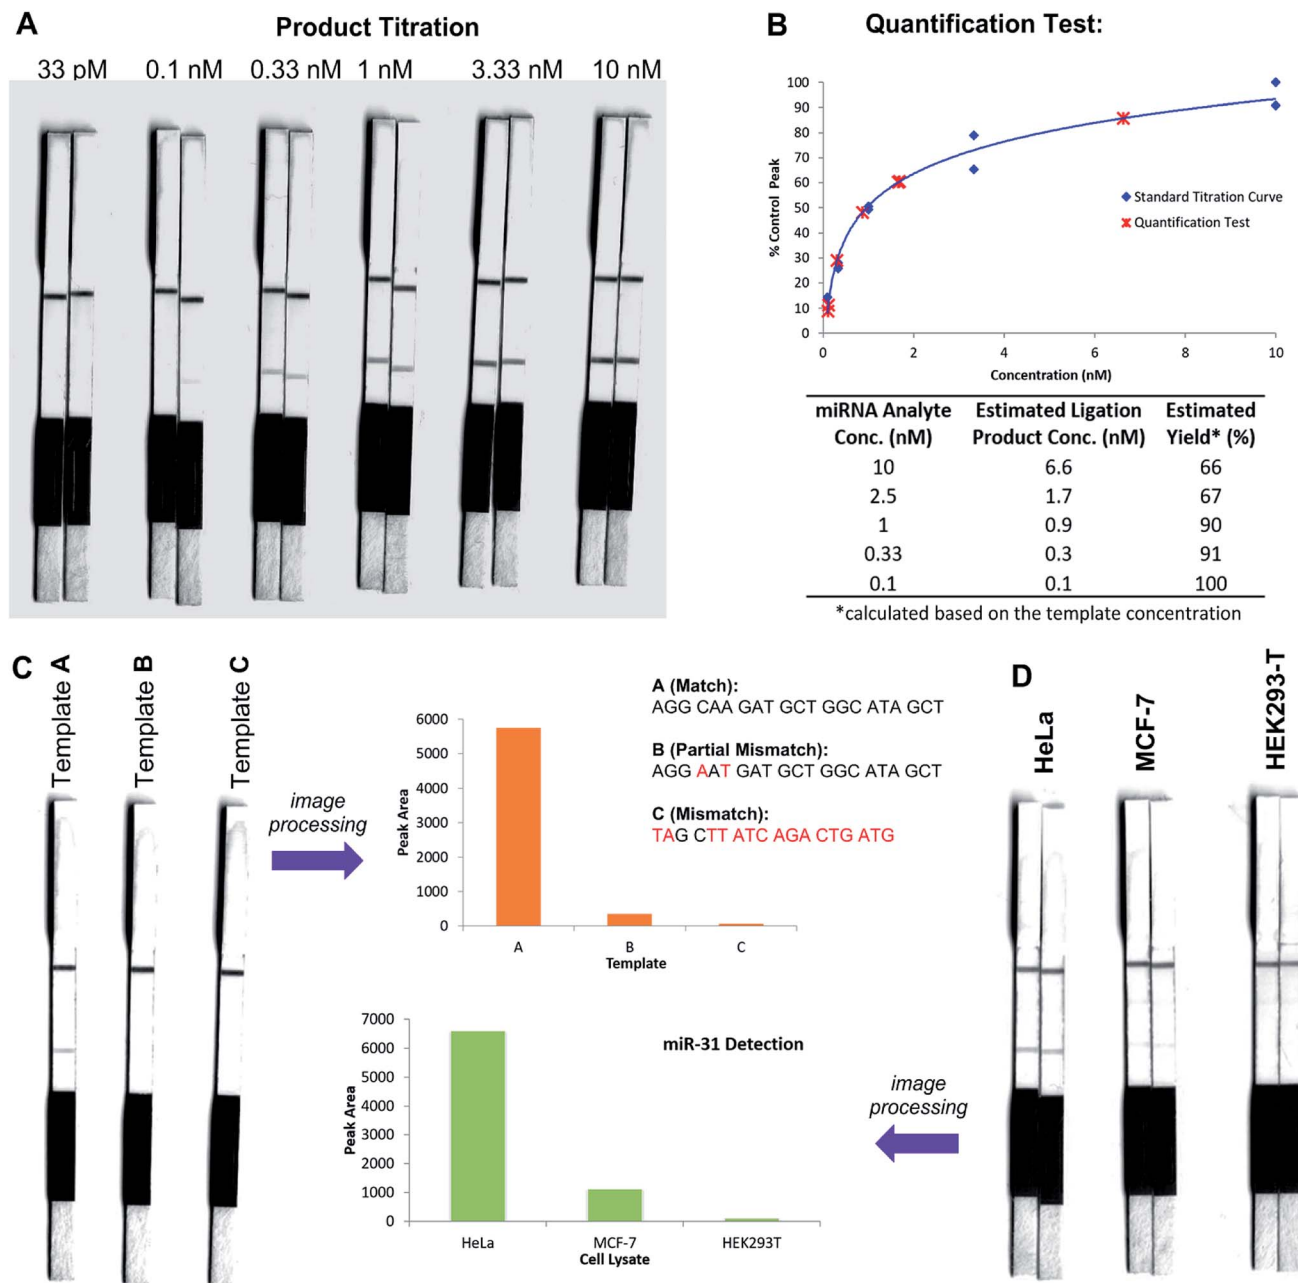 A
Product Titration
33 pM 0.1 nM 0.33 nM 1 nM 3.33 nM 10 nM
B
Quantification Test:
100
90
80
70
60
50
40
30
20
10
0
% Control Peak
0 2 4 6 8 10
Concentration (nM)
Standard Titration Curve
Quantification Test
miRNA Analyte Conc. (nM) Estimated Ligation Product Conc. (nM) Estimated Yield* (%)
10 6.6 66
2.5 1.7 67
1 0.9 90
0.33 0.3 91
0.1 0.1 100
*calculated based on the template concentration
C
Template A
Template B
Template C
image
processing
6000
5000
4000
3000
2000
1000
0
Peak Area
A B C
Template
A (Match):
AGG CAA GAT GCT GGC ATA GCT
B (Partial Mismatch):
AGG AAT GAT GCT GGC ATA GCT
C (Mismatch):
TAG CTT ATC AGA CTG ATG
D
HeLa
MCF-7
HEK293-T
7000
6000
5000
4000
3000
2000
1000
0
Peak Area
miR-31 Detection
HeLa MCF-7 HEK293T
Cell Lysate
image
processing